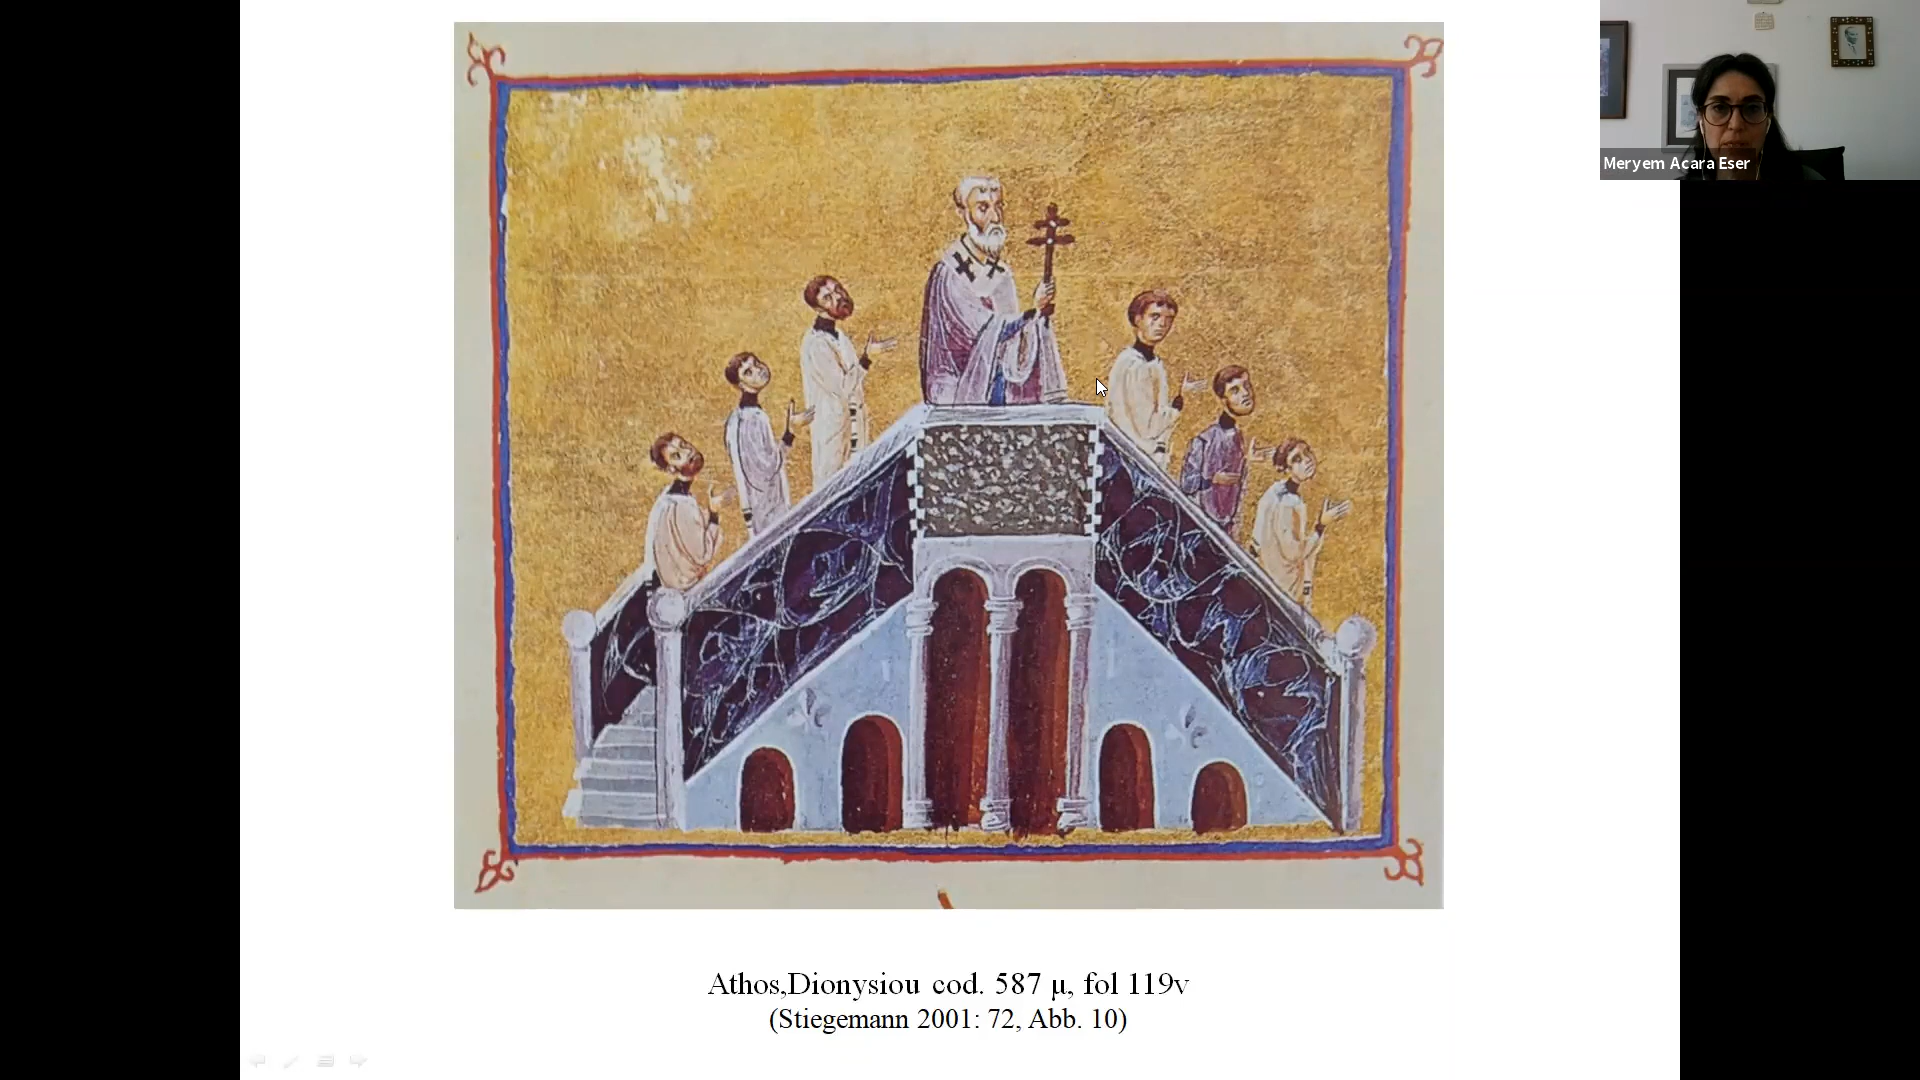 Meryem Acara Eser
Athos,Dionysiou cod. 587 μ, fol 119v
(Stiegemann 2001: 72, Abb. 10)